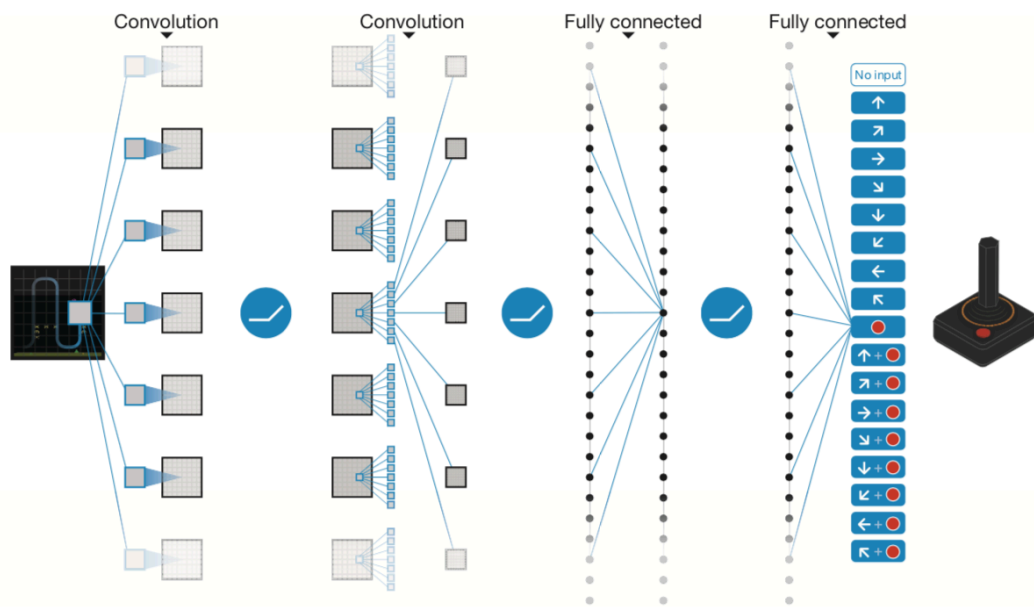 Convolution
Convolution
Fully connected
Fully connected
No input
+
+
+
+
+
+
+
+